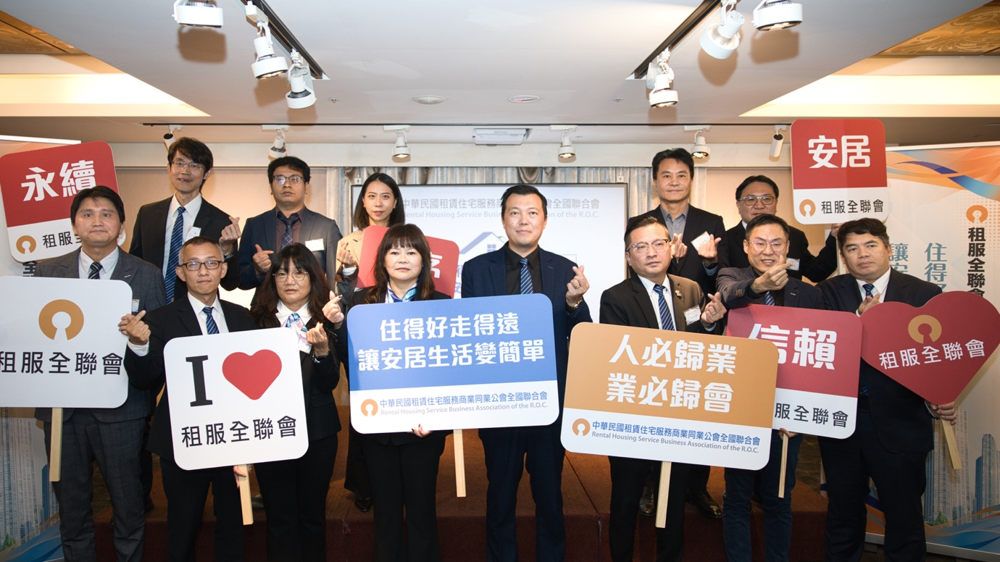 中華民國租賃住宅服務商業
會全國聯合會
Rental Housing Service Business
Association of the R.O.C.
永續
租服全
安居
租服全聯會
租服全聯會
租服全聯會
I
租服全聯會
住得好走得遠
讓安居生活變簡單
中華民國租賃住宅服務商業同業公會全國聯合會
Rental Housing Service Business Association of the R.O.C.
人必歸業
業必歸會
中華民國租賃住宅服務商業同業公會全國聯合會
Rental Housing Service Business Association of the R.O.C.
信賴
服全聯會
租服全聯會
住得
讓安